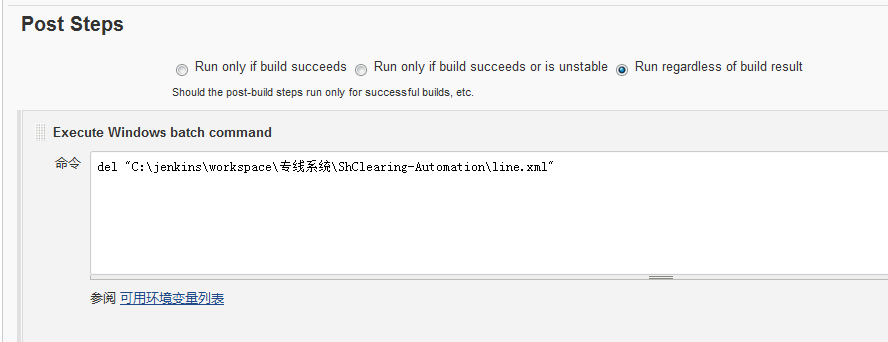 Post Steps
Run only if build succeeds Run only if build succeeds or is unstable Run regardless of build result
Should the post-build steps run only for successful builds, etc.
Execute Windows batch command
命令
del "C:\jenkins\workspace\专线系统\ShClearing-Automation\line.xml"
参阅 可用环境变量列表